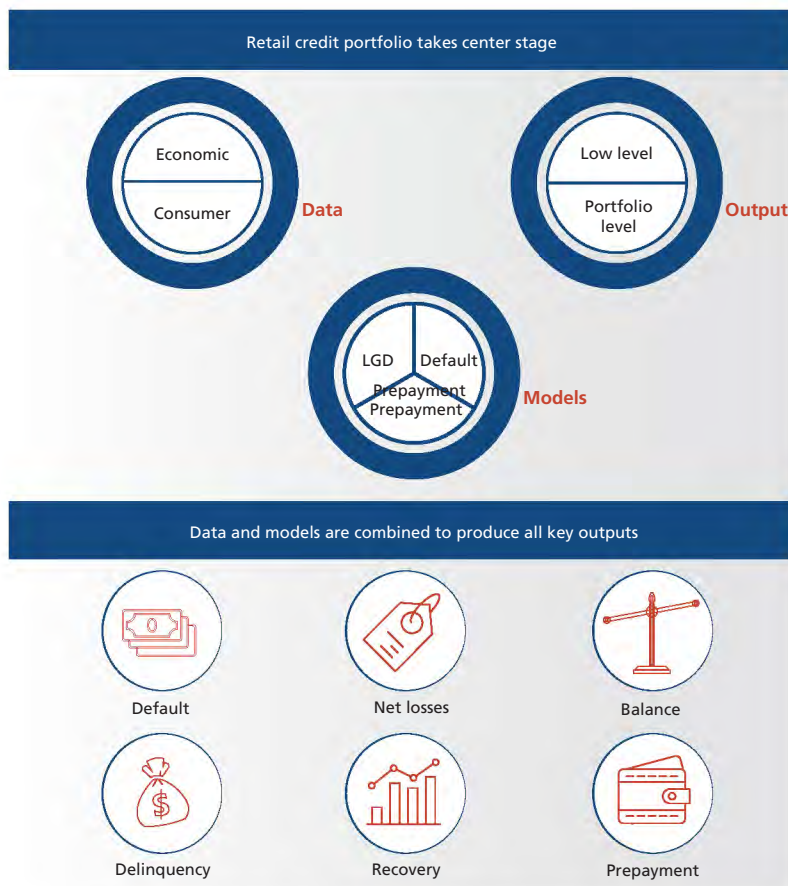 Retail credit portfolio takes center stage
Economic
Consumer
Data
Low level
Portfolio
level
Output
LGD
Default
Prepayment
Prepayment
Models
Data and models are combined to produce all key outputs
0
Default
Net losses
Balance
$
Delinquency
Recovery
Prepayment